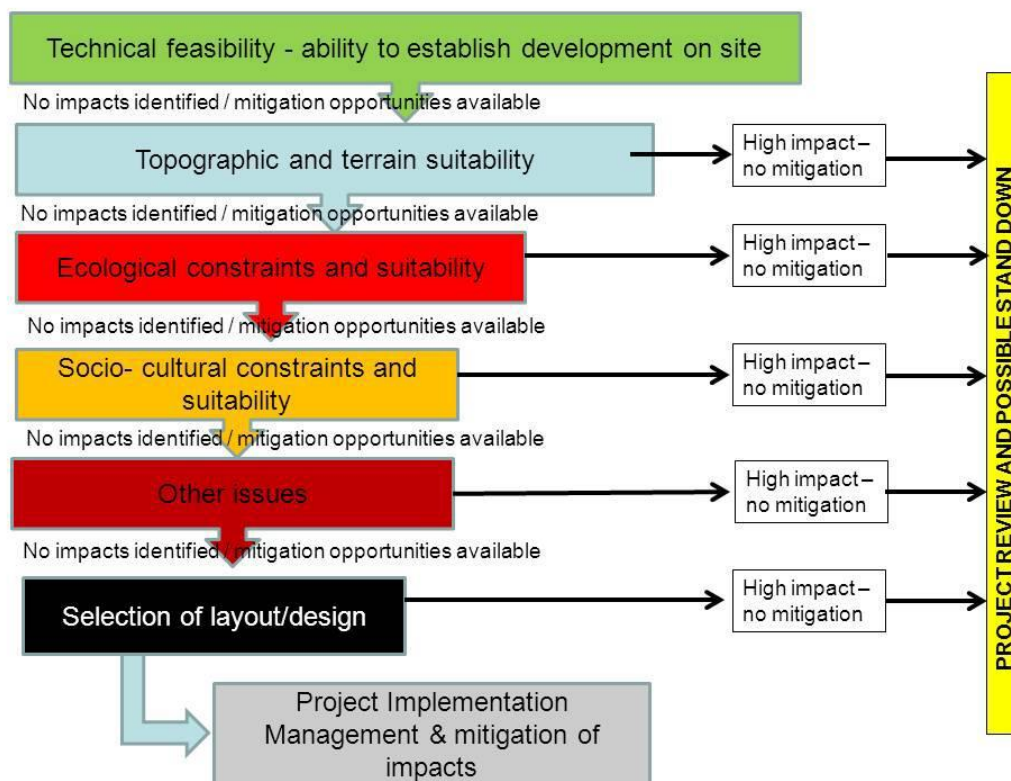 Technical feasibility - ability to establish development on site
No impacts identified / mitigation opportunities available
Topographic and terrain suitability
High impact –
no mitigation
No impacts identified / mitigation opportunities available
Ecological constraints and suitability
High impact –
no mitigation
No impacts identified / mitigation opportunities available
Socio- cultural constraints and
suitability
High impact –
no mitigation
No impacts identified / mitigation opportunities available
Other issues
High impact –
no mitigation
No impacts identified / mitigation opportunities available
Selection of layout/design
High impact –
no mitigation
Project Implementation
Management & mitigation of
impacts
PROJECT REVIEW AND POSSIBLE STAND DOWN